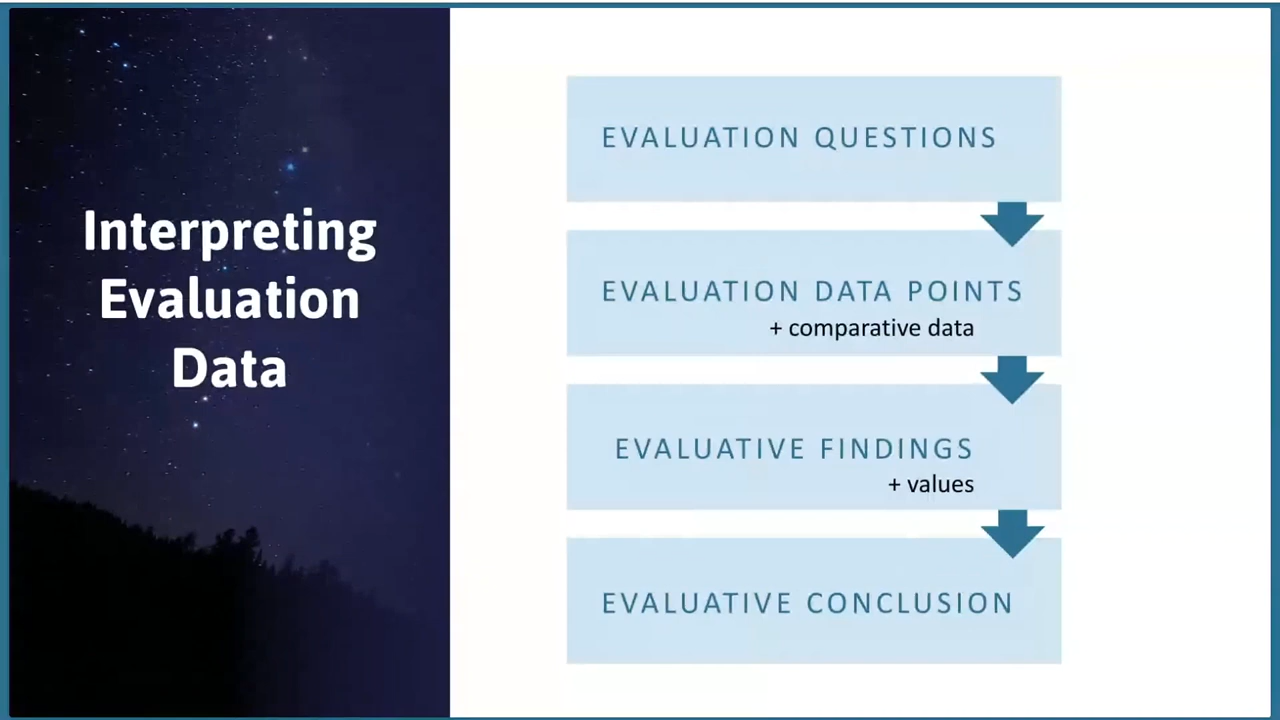 Interpreting
Evaluation
Data
EVALUATION QUESTIONS
EVALUATION DATA POINTS
+ comparative data
EVALUATIVE FINDINGS
+ values
EVALUATIVE CONCLUSION